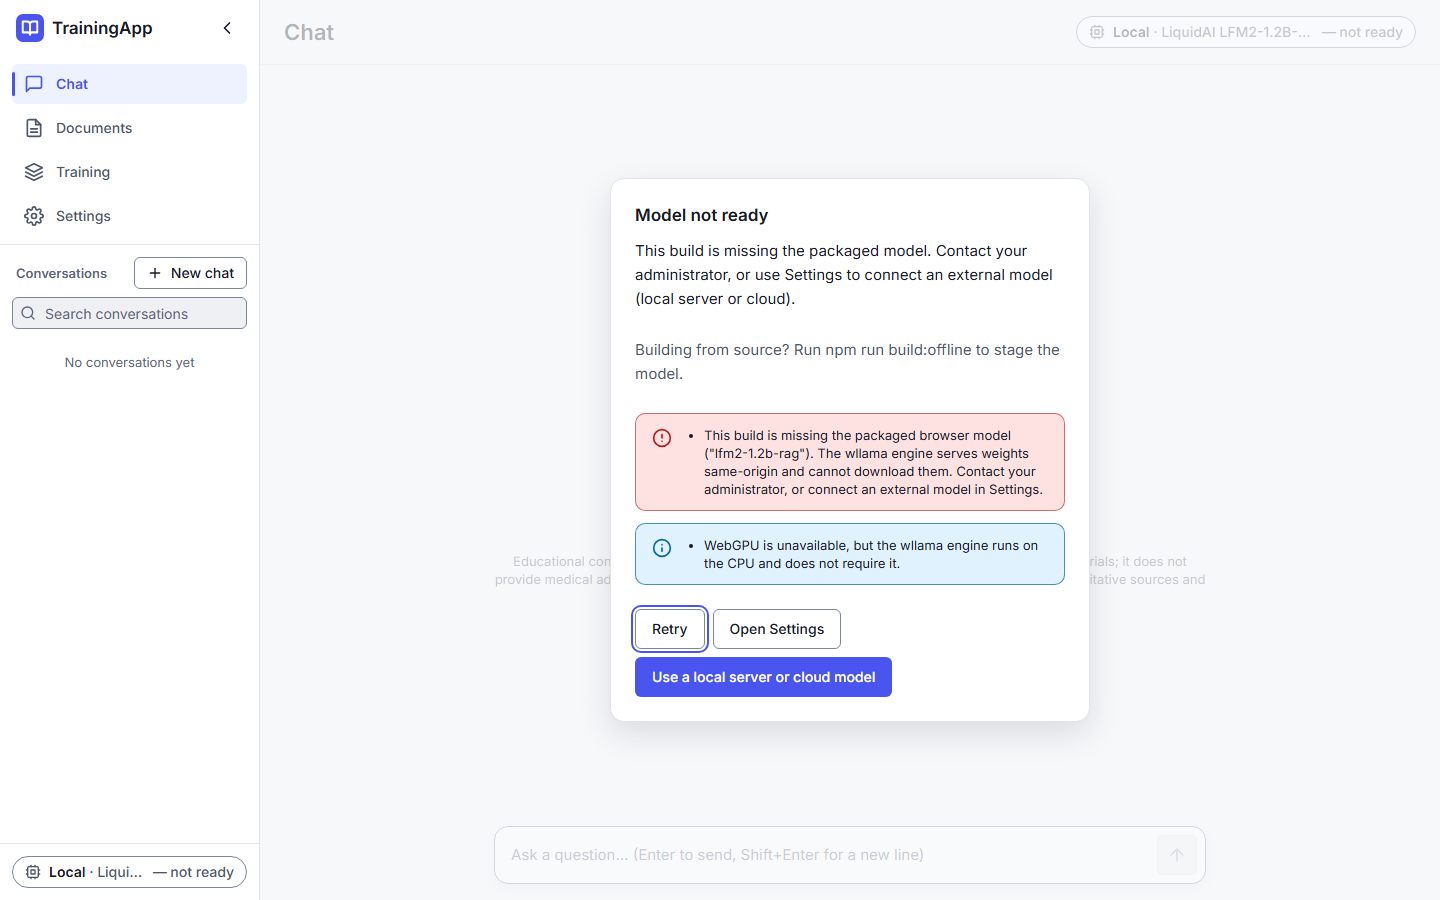 TrainingApp
Chat
Documents
Training
Settings
Conversations
New chat
Search conversations
No conversations yet
Local · Liqui... — not ready
Chat
Local · LiquidAI LFM2-1.2B-... — not ready
Model not ready
This build is missing the packaged model. Contact your
administrator, or use Settings to connect an external model
(local server or cloud).
Building from source? Run npm run build:offline to stage the
model.
• This build is missing the packaged browser model
("lfm2-1.2b-rag"). The wllama engine serves weights
same-origin and cannot download them. Contact your
administrator, or connect an external model in Settings.
• WebGPU is unavailable, but the wllama engine runs on
the CPU and does not require it.
Retry
Open Settings
Use a local server or cloud model
Educational con
rials; it does not
provide medical ad
itative sources and
Ask a question... (Enter to send, Shift+Enter for a new line)